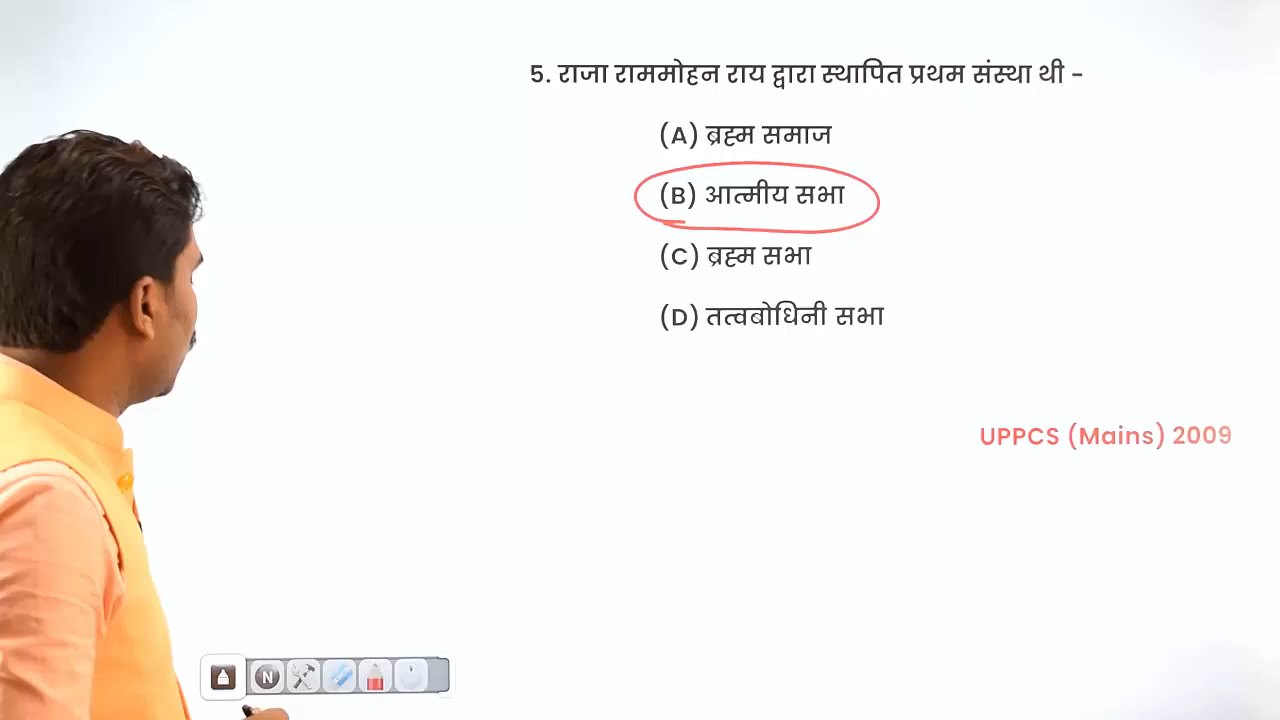 5. राजा राममोहन राय द्वारा स्थापित प्रथम संस्था थी -
(A) ब्रह्म समाज
(B) आत्मीय सभा
(C) ब्रह्म सभा
(D) तत्वबोधिनी सभा
UPPCS (Mains) 2009
N